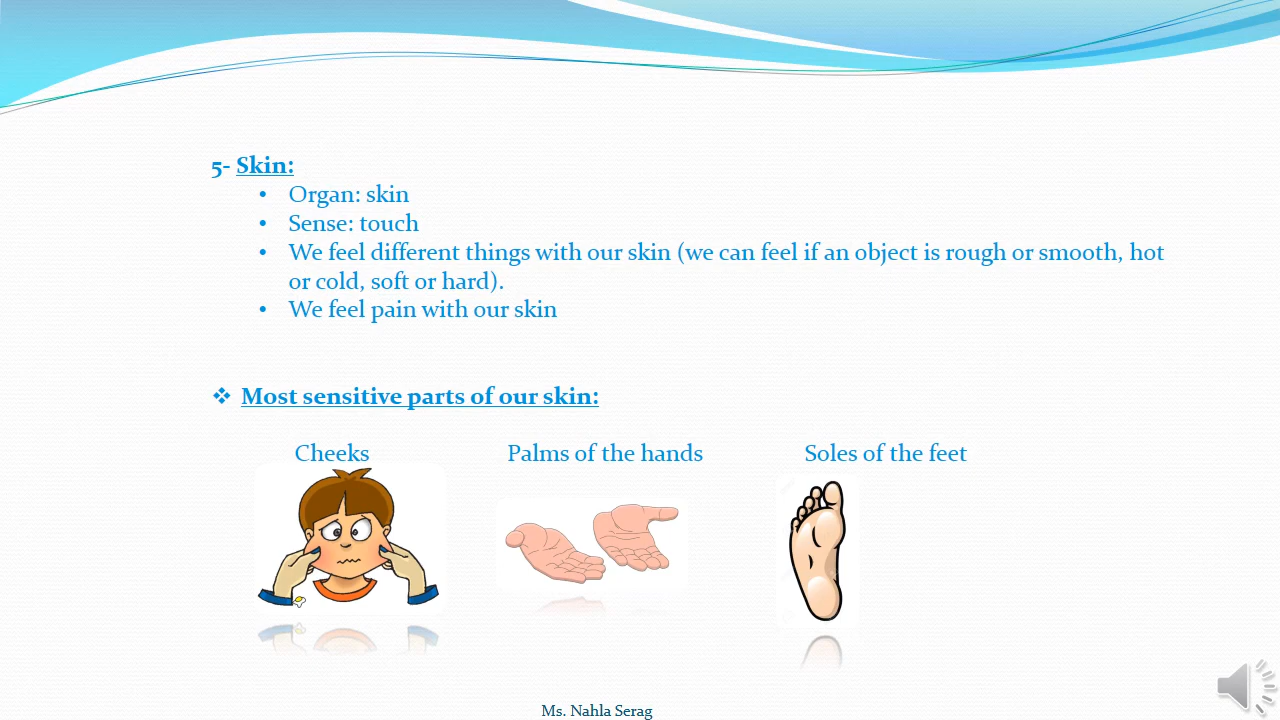 5- Skin:
• Organ: skin
• Sense: touch
• We feel different things with our skin (we can feel if an object is rough or smooth, hot
or cold, soft or hard).
• We feel pain with our skin
❖ Most sensitive parts of our skin:
Cheeks Palms of the hands Soles of the feet
Ms. Nahla Serag